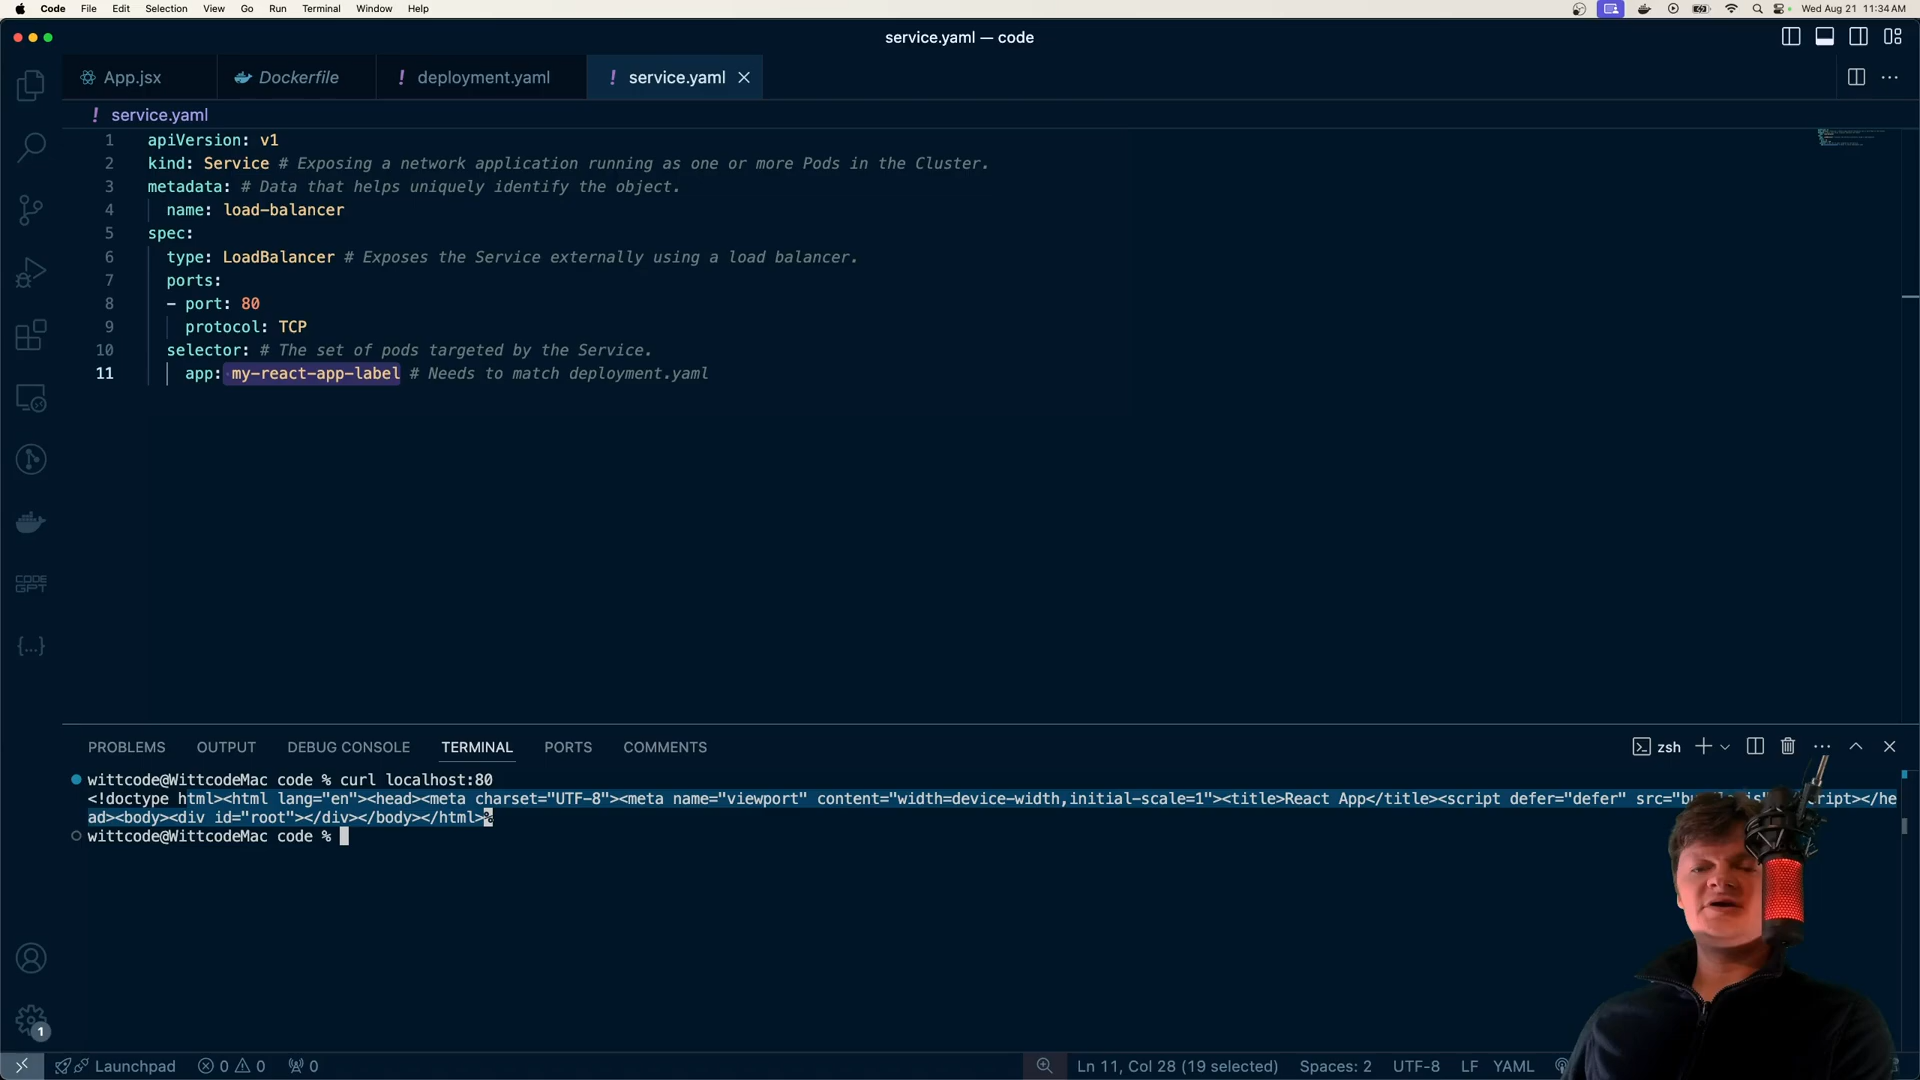 Code File Edit Selection View Go Run Terminal Window Help Wed Aug 21 11:34 AM
service.yaml — code
App.jsx Dockerfile ! deployment.yaml ! service.yaml
! service.yaml
1 apiVersion: v1
2 kind: Service # Exposing a network application running as one or more Pods in the Cluster.
3 metadata: # Data that helps uniquely identify the object.
4 name: load-balancer
5 spec:
6 type: LoadBalancer # Exposes the Service externally using a load balancer.
7 ports:
8 - port: 80
9 protocol: TCP
10 selector: # The set of pods targeted by the Service.
11 app: my-react-app-label # Needs to match deployment.yaml
CODE
GPT
PROBLEMS OUTPUT DEBUG CONSOLE TERMINAL PORTS COMMENTS zsh
wittcode@WittcodeMac code % curl localhost:80
<!doctype html><html lang="en"><head><meta charset="UTF-8"><meta name="viewport" content="width=device-width,initial-scale=1"><title>React App</title><script defer="defer" src= </he
ad><body><div id="root"></div></body></html>%
wittcode@WittcodeMac code %
1
Launchpad 0 0 0 Ln 11, Col 28 (19 selected) Spaces: 2 UTF-8 LF YAML